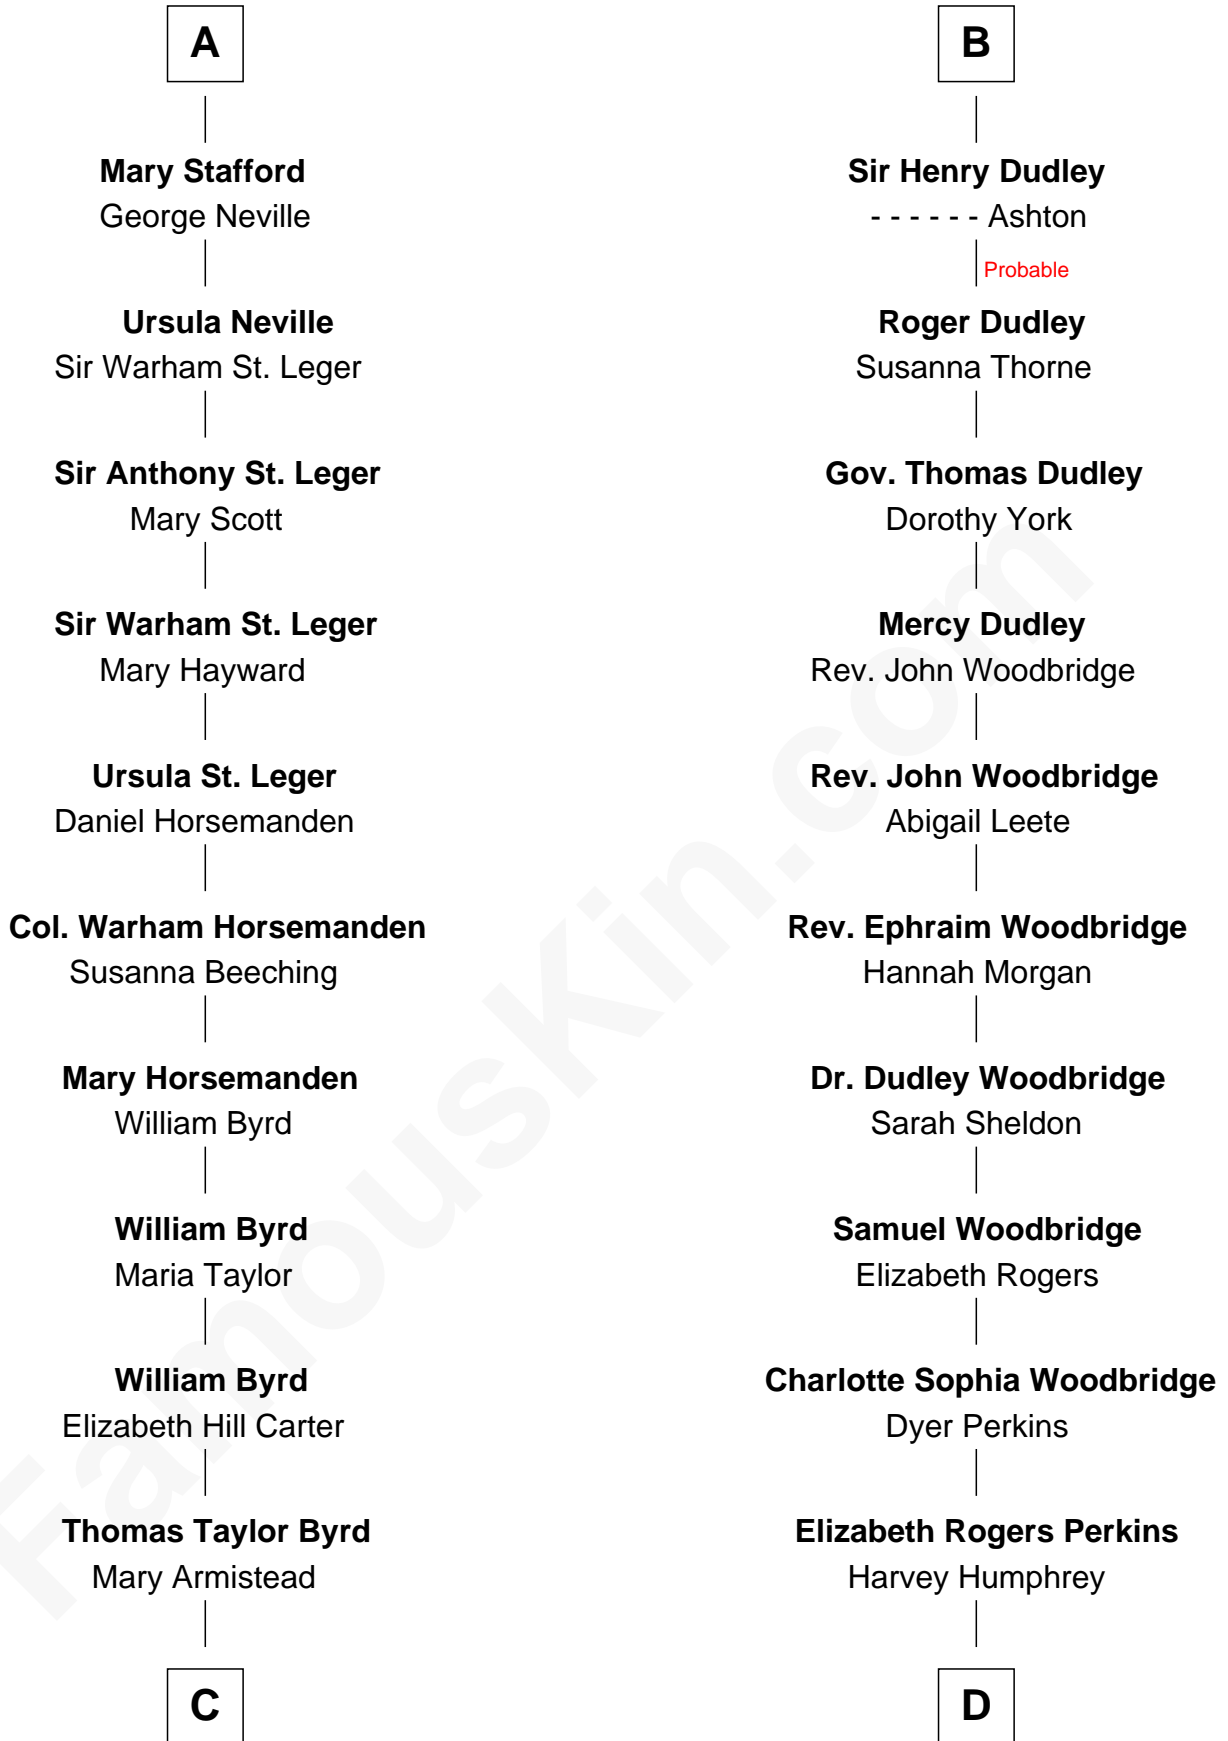 A
Mary Stafford
George Neville
Ursula Neville
Sir Warham St. Leger
Sir Anthony St. Leger
Mary Scott
Sir Warham St. Leger
Mary Hayward
Ursula St. Leger
Daniel Horsemanden
Col. Warham Horsemanden
Susanna Beeching
Mary Horsemanden
William Byrd
William Byrd
Maria Taylor
William Byrd
Elizabeth Hill Carter
Thomas Taylor Byrd
Mary Armistead
C
B
Sir Henry Dudley
- - - - - - Ashton
Probable
Roger Dudley
Susanna Thorne
Gov. Thomas Dudley
Dorothy York
Mercy Dudley
Rev. John Woodbridge
Rev. John Woodbridge
Abigail Leete
Rev. Ephraim Woodbridge
Hannah Morgan
Dr. Dudley Woodbridge
Sarah Sheldon
Samuel Woodbridge
Elizabeth Rogers
Charlotte Sophia Woodbridge
Dyer Perkins
Elizabeth Rogers Perkins
Harvey Humphrey
D
FamousKin.com